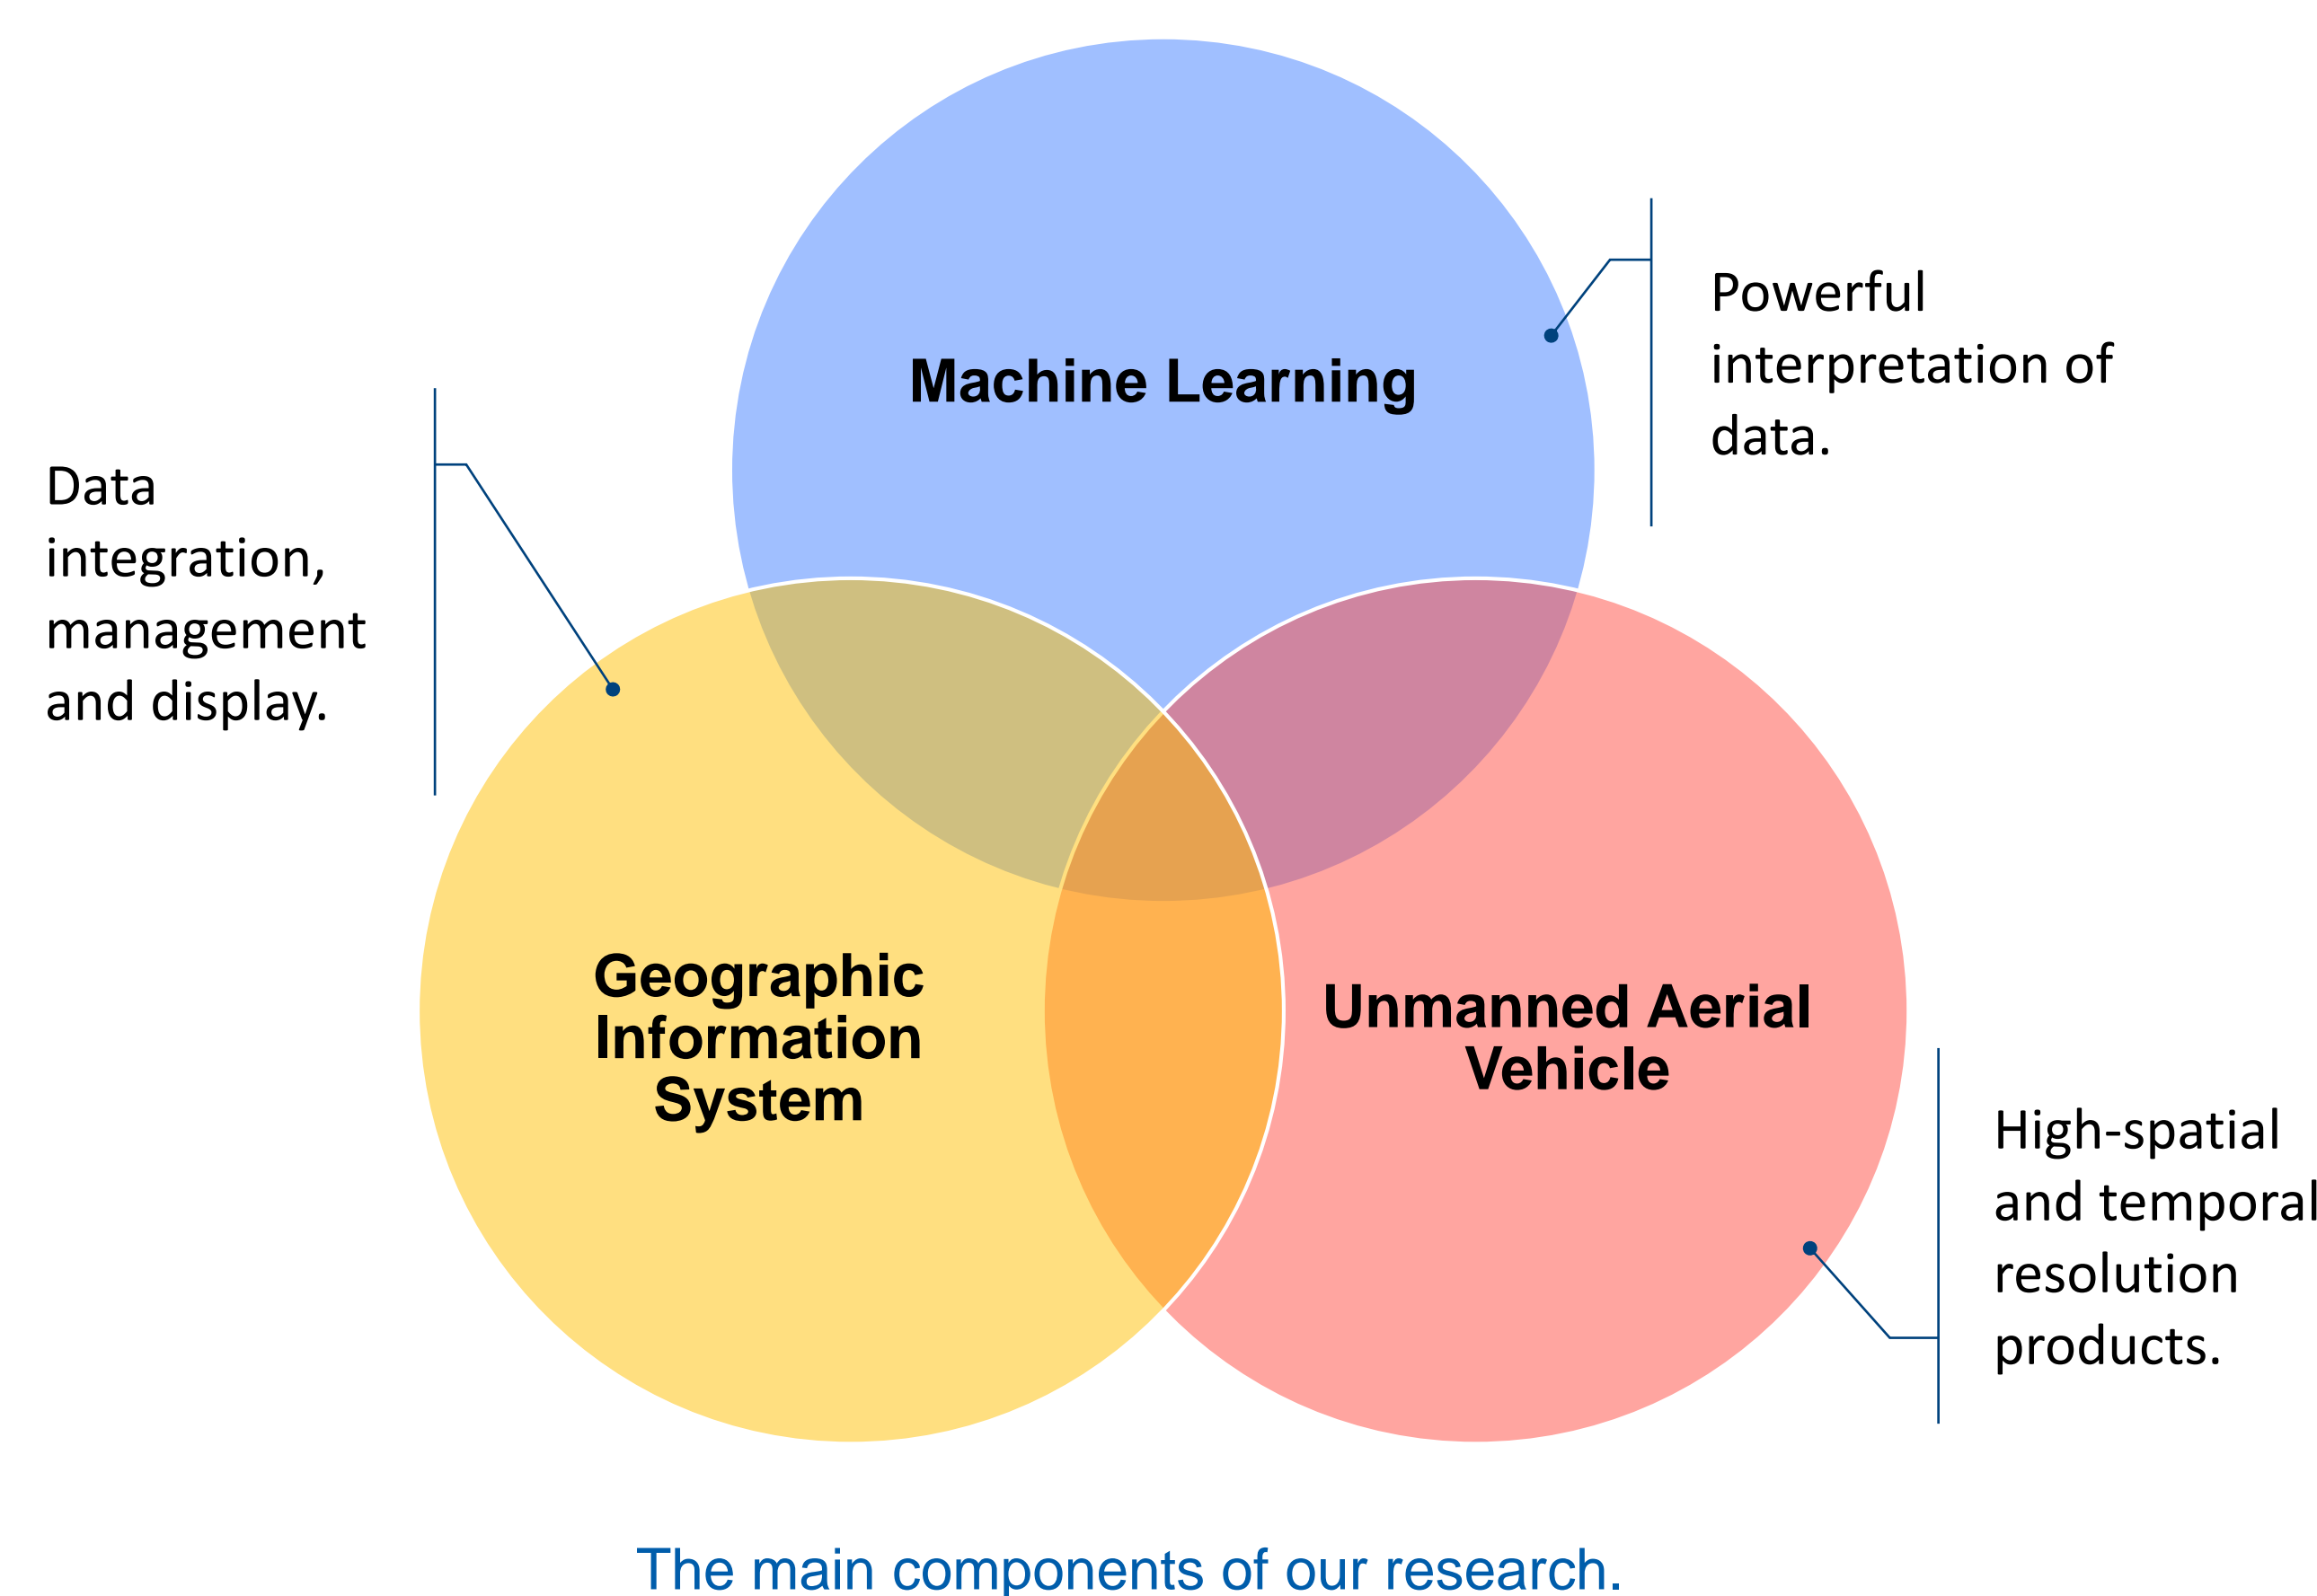 Machine Learning
Powerful
interpretation of
data.
Data
integration,
management
and display.
Geographic
Information
System
Unmanned Aerial
Vehicle
High-spatial
and temporal
resolution
products.
The main components of our research.